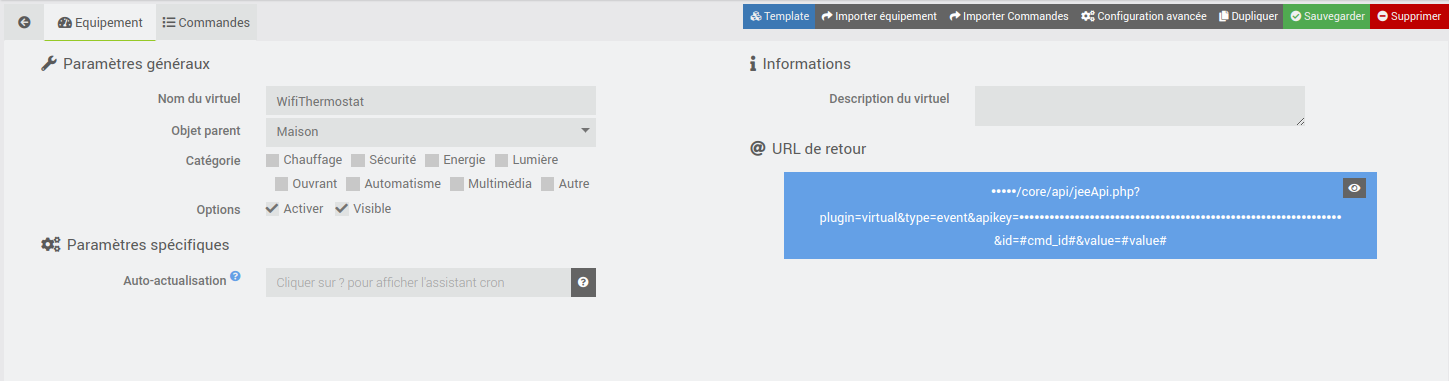 Equipement Commandes Template Importer équipement Importer Commandes Configuration avancée Dupliquer Sauvegarder Supprimer
Paramètres généraux
Nom du virtuel WifiThermostat
Objet parent Maison
Catégorie Chauffage Sécurité Energie Lumière
Ouvrant Automatisme Multimédia Autre
Options Activer Visible
Paramètres spécifiques
Auto-actualisation ? Cliquer sur ? pour afficher l'assistant cron ?
Informations
Description du virtuel
@ URL de retour
•••••/core/api/jeeApi.php?
plugin=virtual&type=event&apikey=••••••••••••••••••••••••••••••••••••••••••••••••••••••••••••••••
&id=#cmd_id#&value=#value#